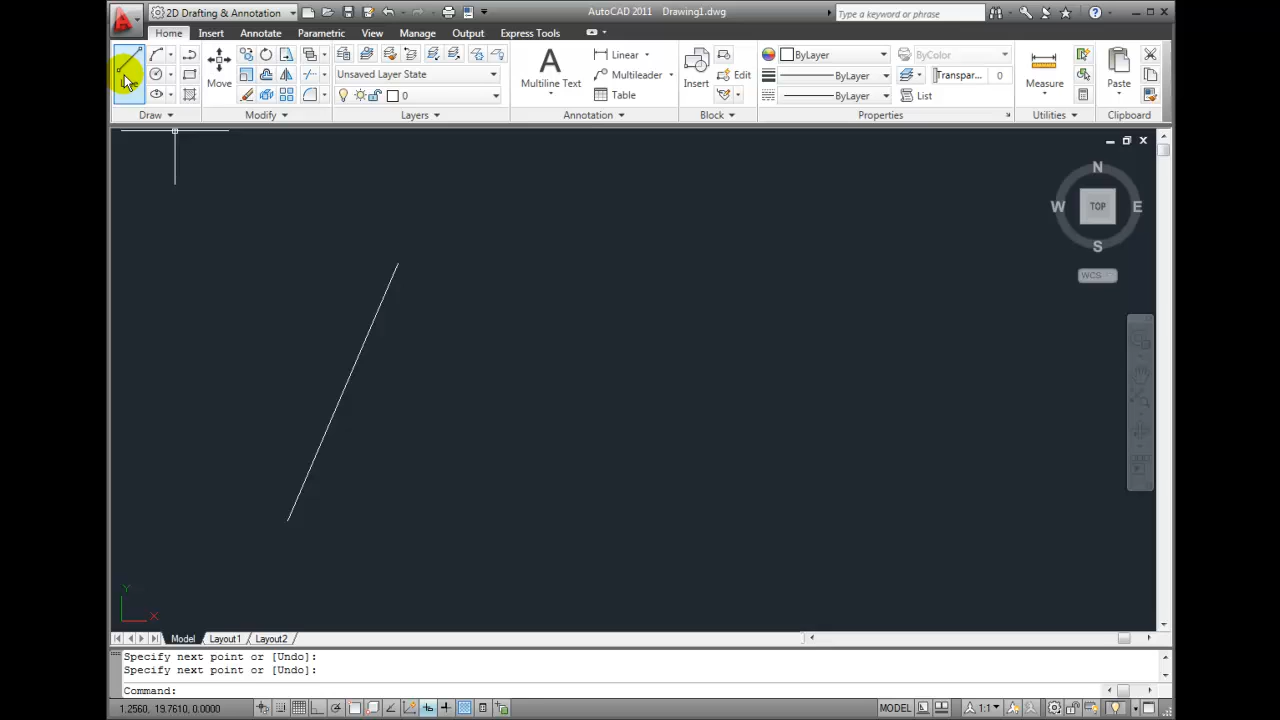 2D Drafting & Annotation
AutoCAD 2011 Drawing1.dwg
Type a keyword or phrase
Home Insert Annotate Parametric View Manage Output Express Tools
Move
Unsaved Layer State
0
Multiline Text
Linear
Multileader
Table
Insert
Edit
ByLayer
ByLayer
ByLayer
ByColor
Transpar... 0
List
Measure
Paste
Draw Modify Layers Annotation Block Properties Utilities Clipboard
N
W TOP E
S
WCS
Y
X
Model Layout1 Layout2
Specify next point or [Undo]:
Specify next point or [Undo]:
Command:
1.2560, 19.7610, 0.0000
MODEL
1:1